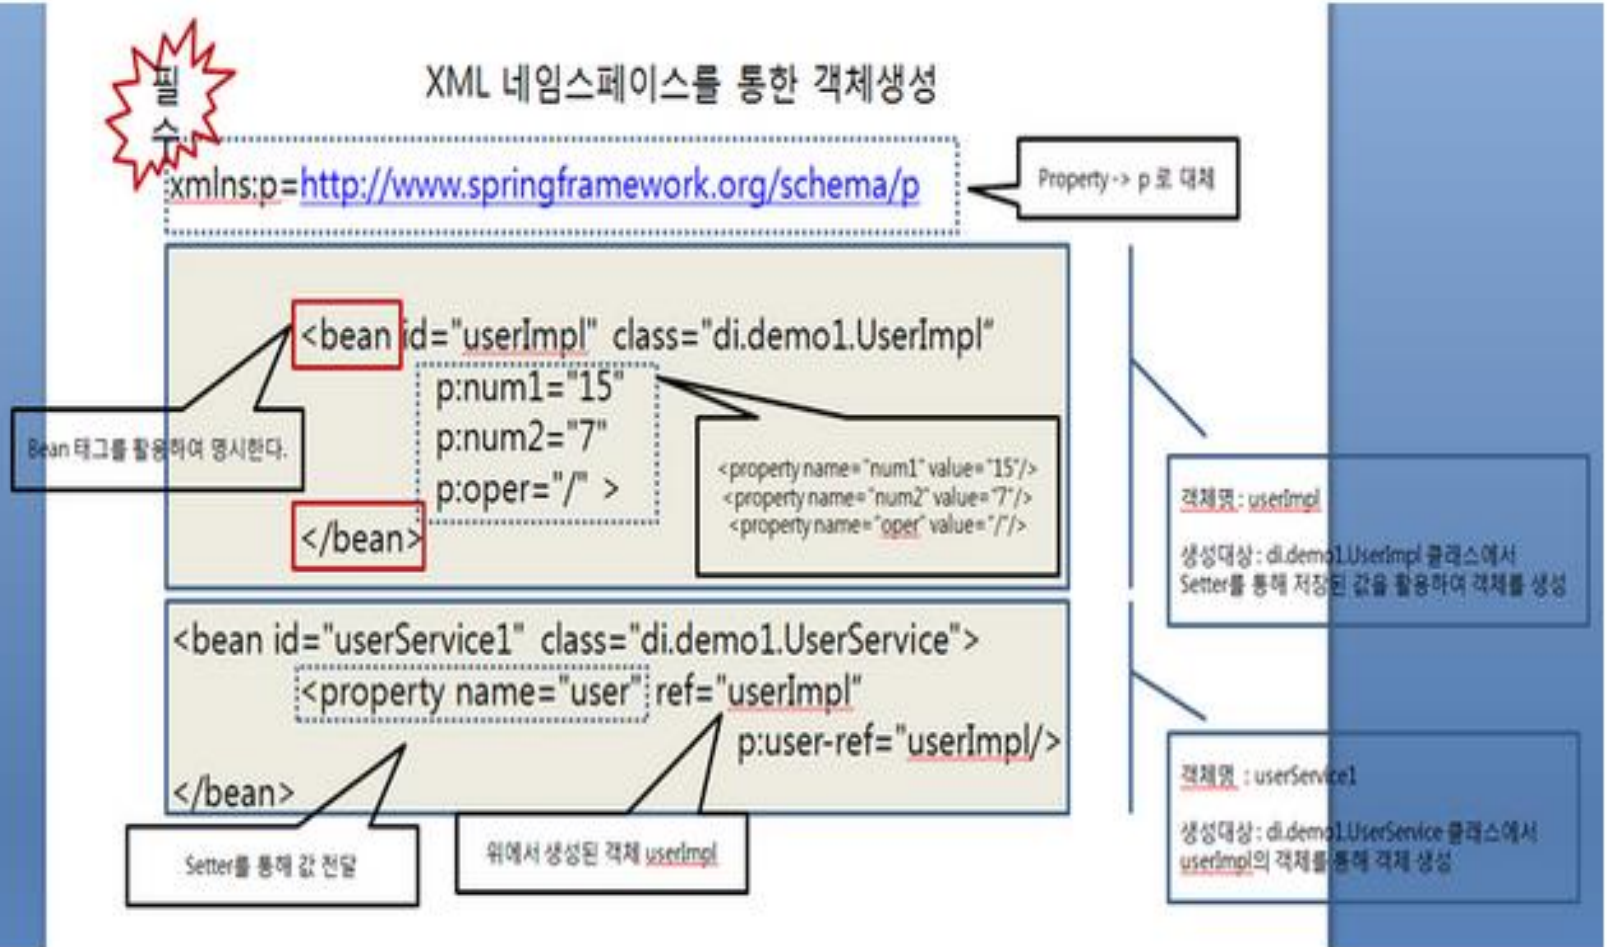 필
수
XML 네임스페이스를 통한 객체생성
xmlns:p=http://www.springframework.org/schema/p
Property -> p 로 대체
<bean id="userImpl" class="di.demo1.UserImpl"
p:num1="15"
p:num2="7"
p:oper="/" >
</bean>
Bean 태그를 활용하여 명시한다.
<property name="num1" value="15"/>
<property name="num2" value="7"/>
<property name="oper" value="/"/>
객체명 : userImpl
생성대상 : di.demo1.UserImpl 클래스에서
Setter를 통해 저장된 값을 활용하여 객체를 생성
<bean id="userService1" class="di.demo1.UserService">
<property name="user" ref="userImpl"
p:user-ref="userImpl/>
</bean>
Setter를 통해 값 전달
위에서 생성된 객체 userImpl
객체명 : userService1
생성대상 : di.demo1.UserService 클래스에서
userImpl의 객체를 통해 객체 생성